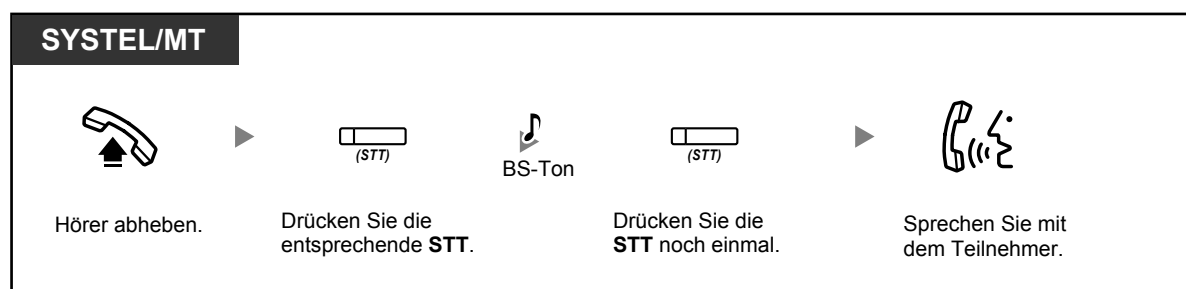 SYSTEL/MT
(STT)
BS-Ton
(STT)
Hörer abheben.
Drücken Sie die
entsprechende STT.
Drücken Sie die
STT noch einmal.
Sprechen Sie mit
dem Teilnehmer.